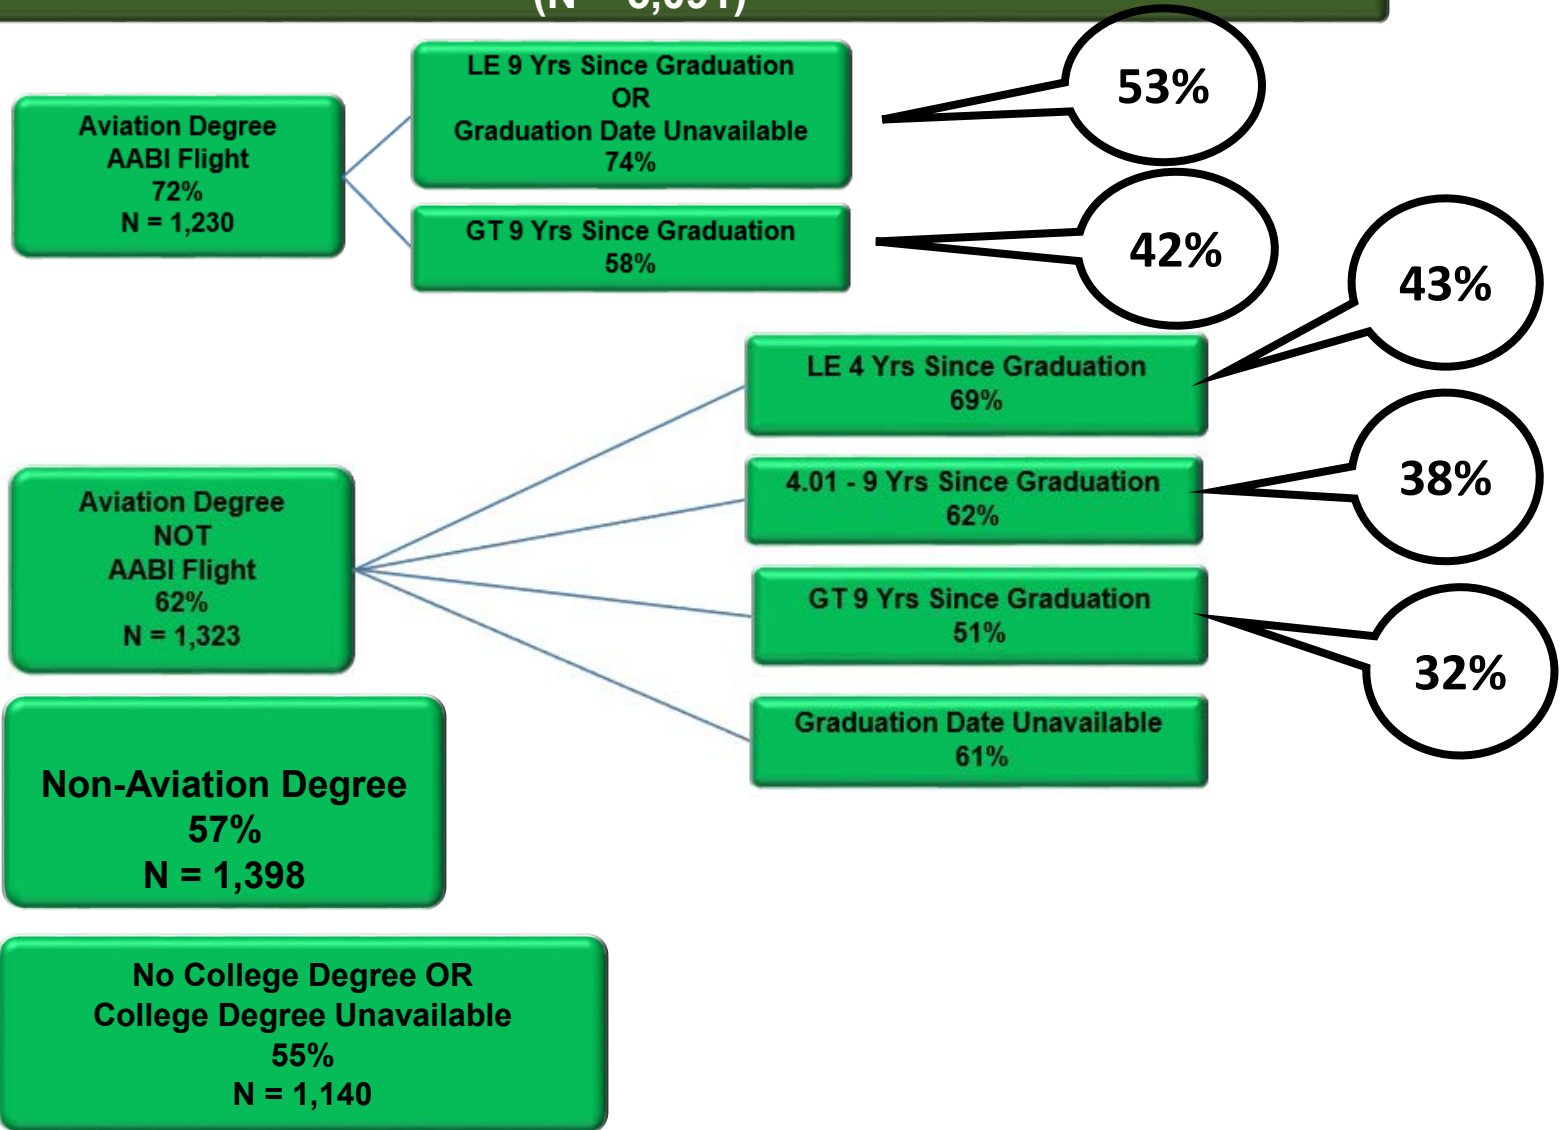 Aviation Degree
AABI Flight
72%
N = 1,230
LE 9 Yrs Since Graduation
OR
Graduation Date Unavailable
74%
53%
GT 9 Yrs Since Graduation
58%
42%
Aviation Degree
NOT
AABI Flight
62%
N = 1,323
LE 4 Yrs Since Graduation
69%
43%
4.01 - 9 Yrs Since Graduation
62%
38%
GT 9 Yrs Since Graduation
51%
32%
Graduation Date Unavailable
61%
Non-Aviation Degree
57%
N = 1,398
No College Degree OR
College Degree Unavailable
55%
N = 1,140